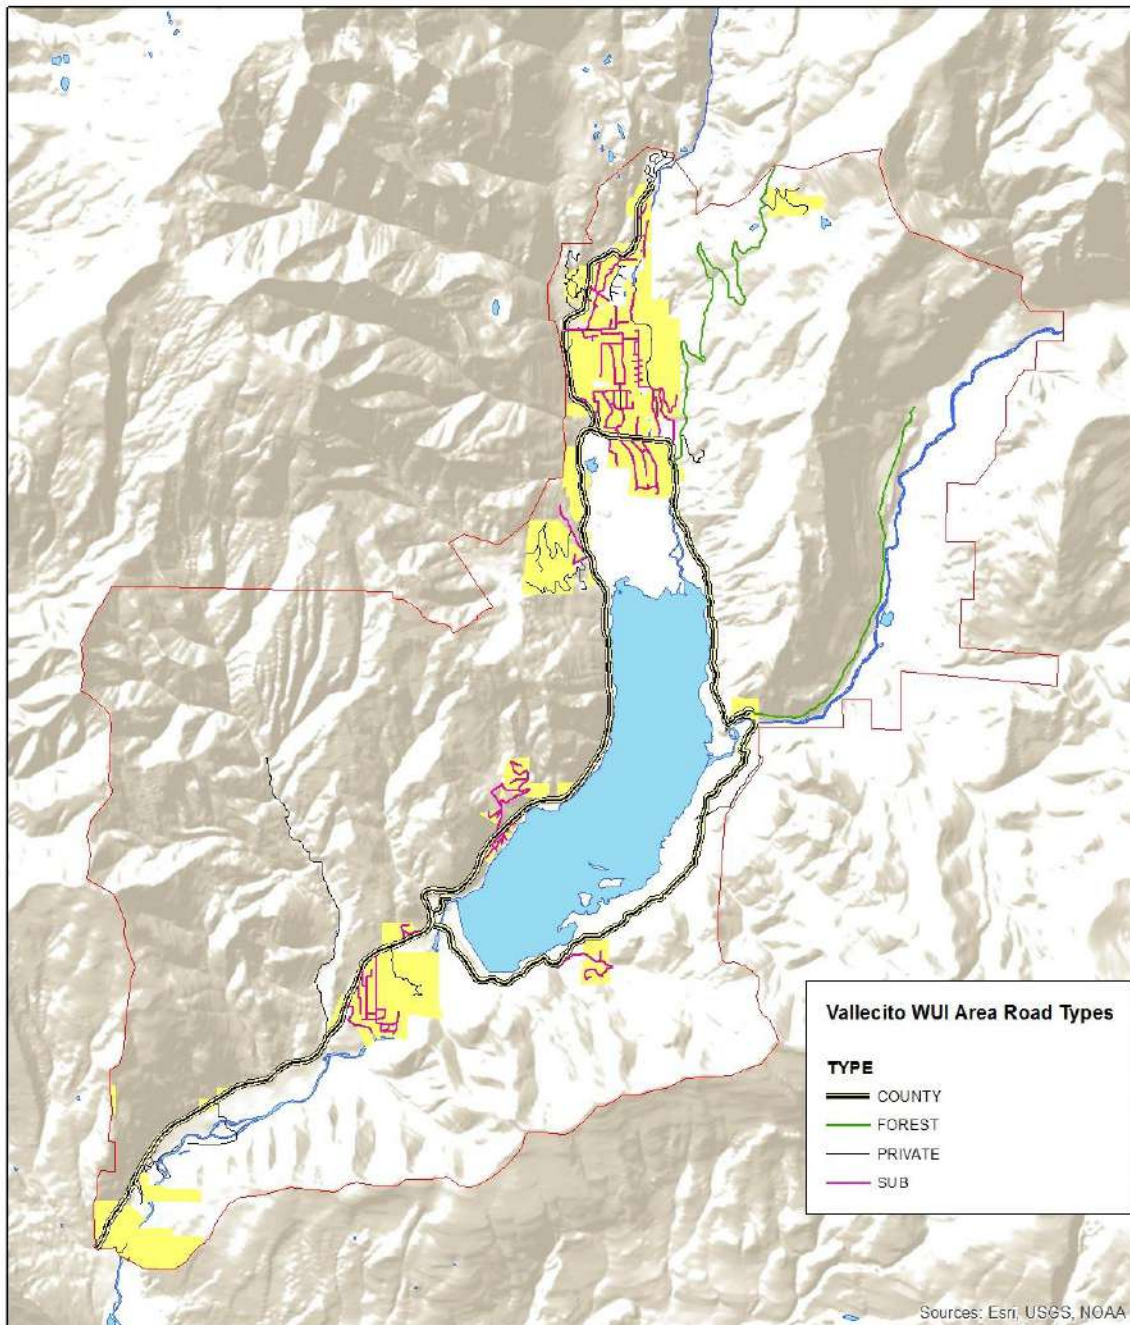 Vallecito WUI Area Road Types
TYPE
COUNTY
FOREST
PRIVATE
SUB
Sources: Esri, USGS, NOAA